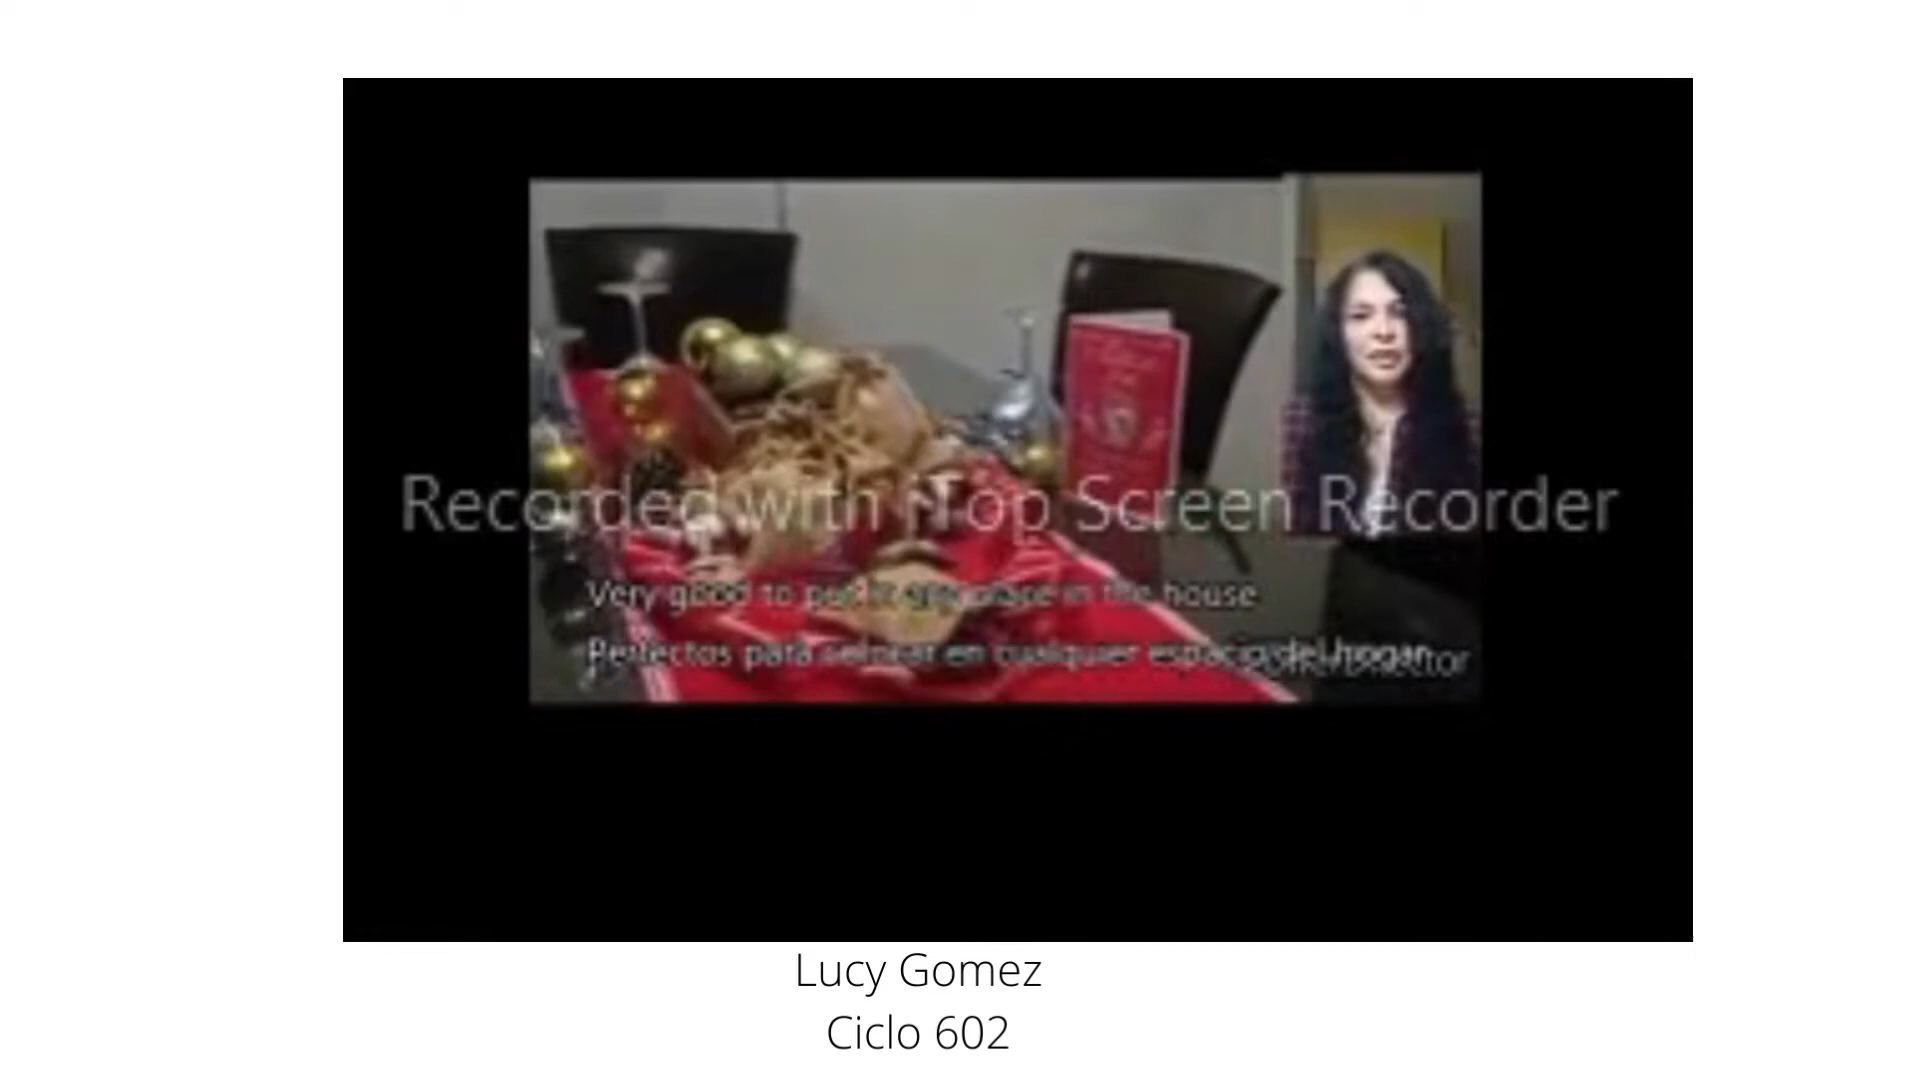 Recorded with iTop Screen Recorder
Very good to put in any place in the house
Perfectos para colocar en cualquier espacio del hogar
PowerDirector
Lucy Gomez
Ciclo 602